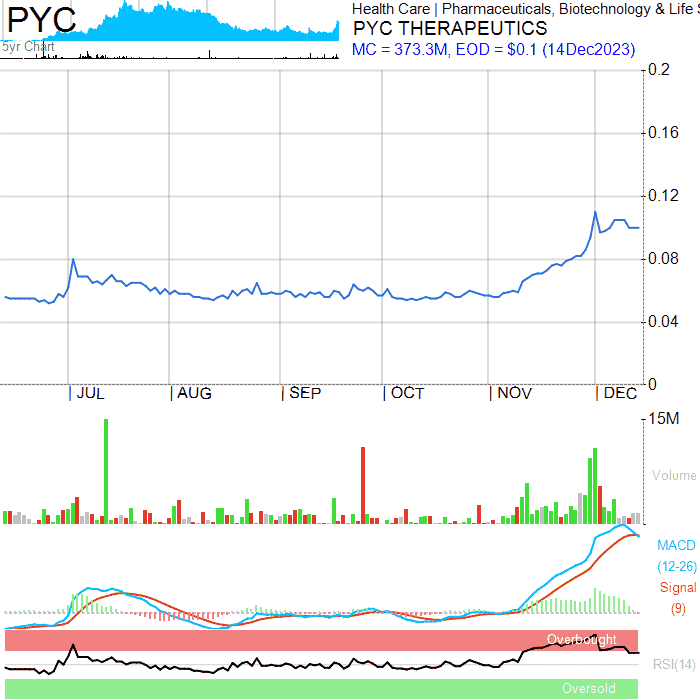 PYC
5yr Chart
Health Care | Pharmaceuticals, Biotechnology & Life S
PYC THERAPEUTICS
MC = 373.3M, EOD = $0.1 (14Dec2023)
0.2
0.16
0.12
0.08
0.04
0
| JUL | AUG | SEP | OCT | NOV | DEC
15M
Volume
MACD
(12-26)
Signal
(9)
Overbought
RSI(14)
Oversold